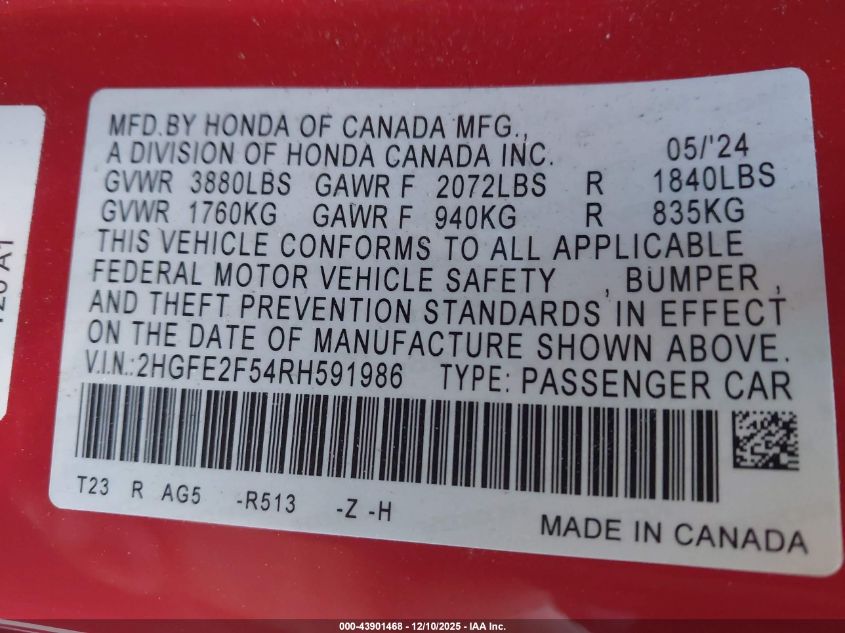 MFD.BY HONDA OF CANADA MFG.,
A DIVISION OF HONDA CANADA INC. 05/'24
GVWR 3880LBS GAWR F 2072LBS R 1840LBS
GVWR 1760KG GAWR F 940KG R 835KG
THIS VEHICLE CONFORMS TO ALL APPLICABLE
FEDERAL MOTOR VEHICLE SAFETY , BUMPER ,
AND THEFT PREVENTION STANDARDS IN EFFECT
ON THE DATE OF MANUFACTURE SHOWN ABOVE.
V.I.N.:2HGFE2F54RH591986 TYPE: PASSENGER CAR
T23 R AG5 -R513 -Z -H
MADE IN CANADA
000-43901468 - 12/10/2025 - IAA Inc.